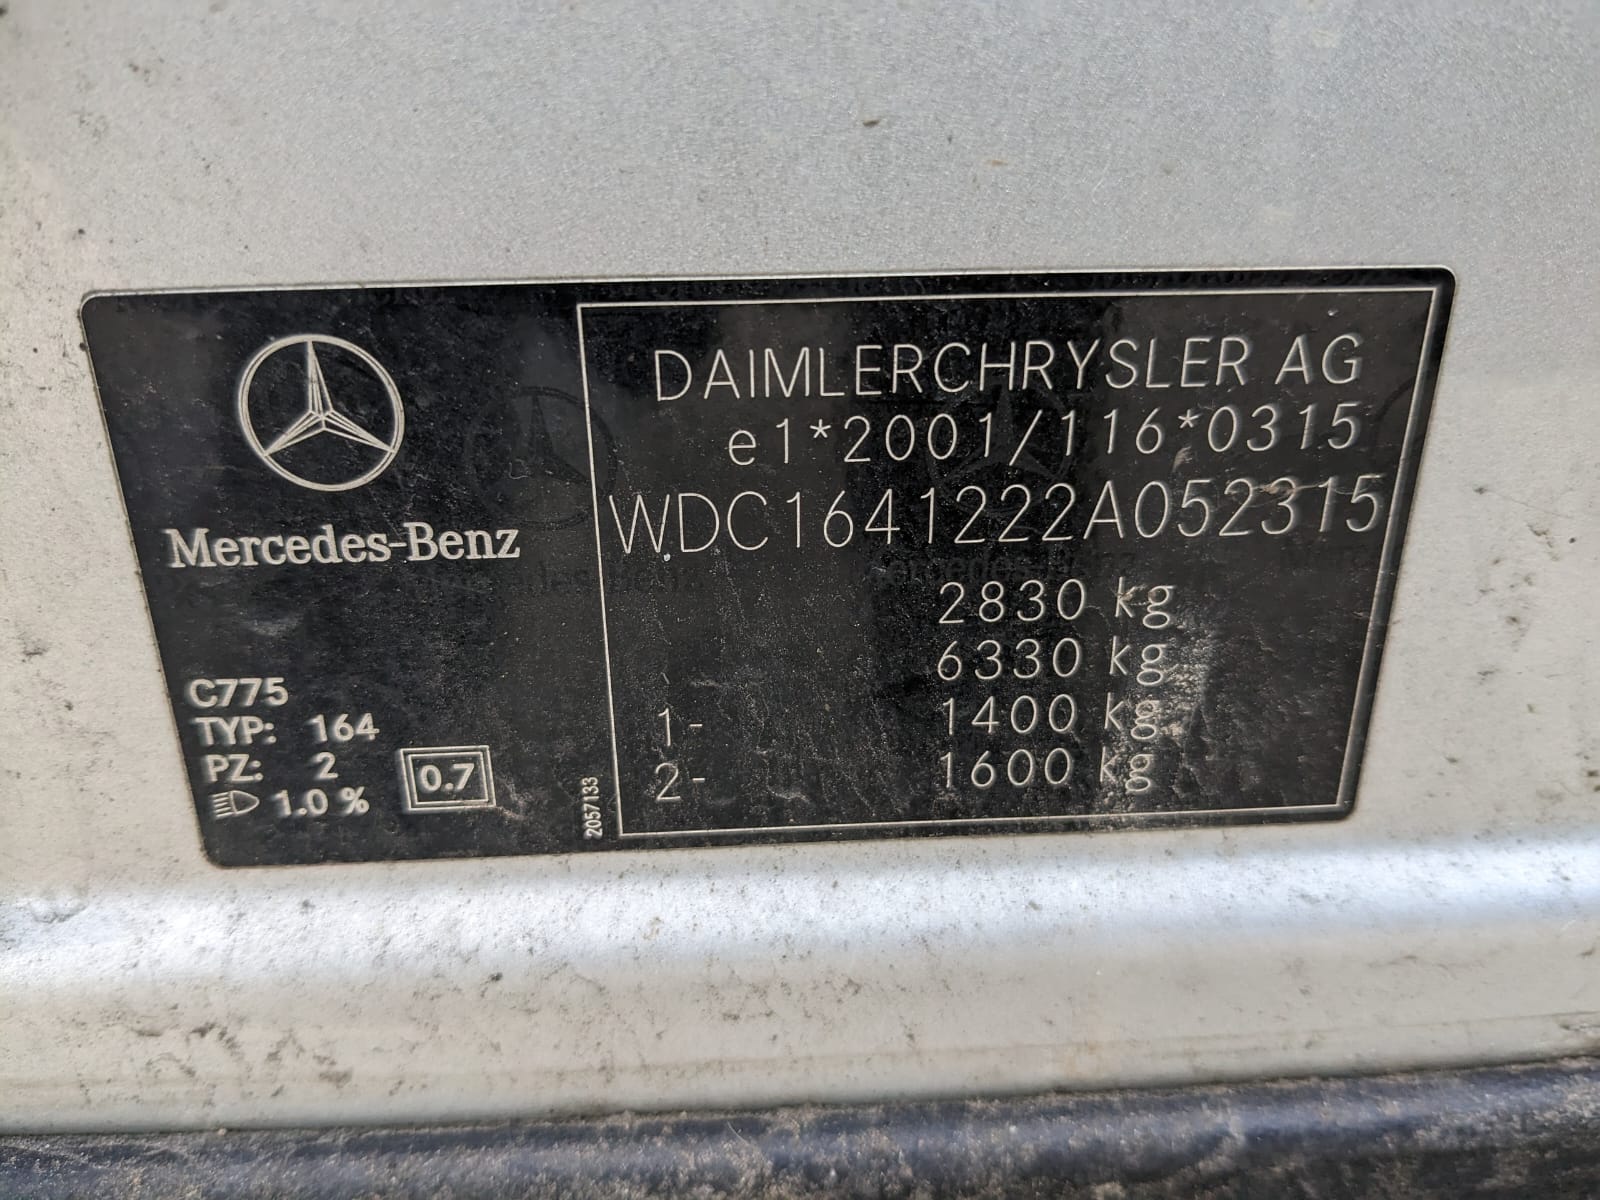 Mercedes-Benz
C775
TYP: 164
PZ: 2
1.0 %
0.7
2057133
DAIMLERCHRYSLER AG
e1*2001/116*0315
WDC1641222A052315
2830 kg
6330 kg
1- 1400 kg
2- 1600 kg